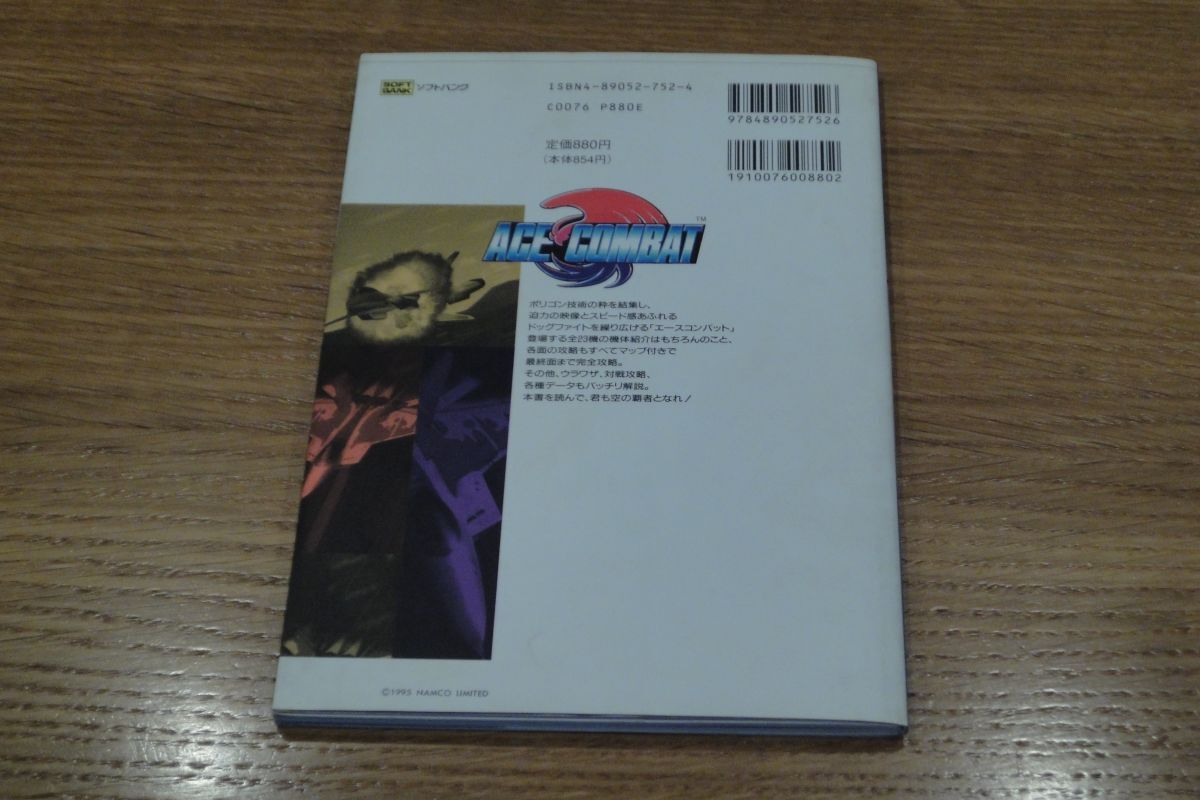 SOFT
BANK
ソフトバンク
ISBN4-89052-752-4
C0076 P880E
9784890527526
定価880円
(本体854円)
1910076008802
ACE COMBAT™
ポリゴン技術の粋を結集し、
迫力の映像とスピード感あふれる
ドッグファイトを繰り広げる「エースコンバット」
登場する全23機の機体紹介はもちろんのこと、
各面の攻略もすべてマップ付きで
最終面まで完全攻略。
その他、ウラワザ、対戦攻略、
各種データもバッチリ解説。
本書を読んで、君も空の覇者となれ!
©1995 NAMCO LIMITED